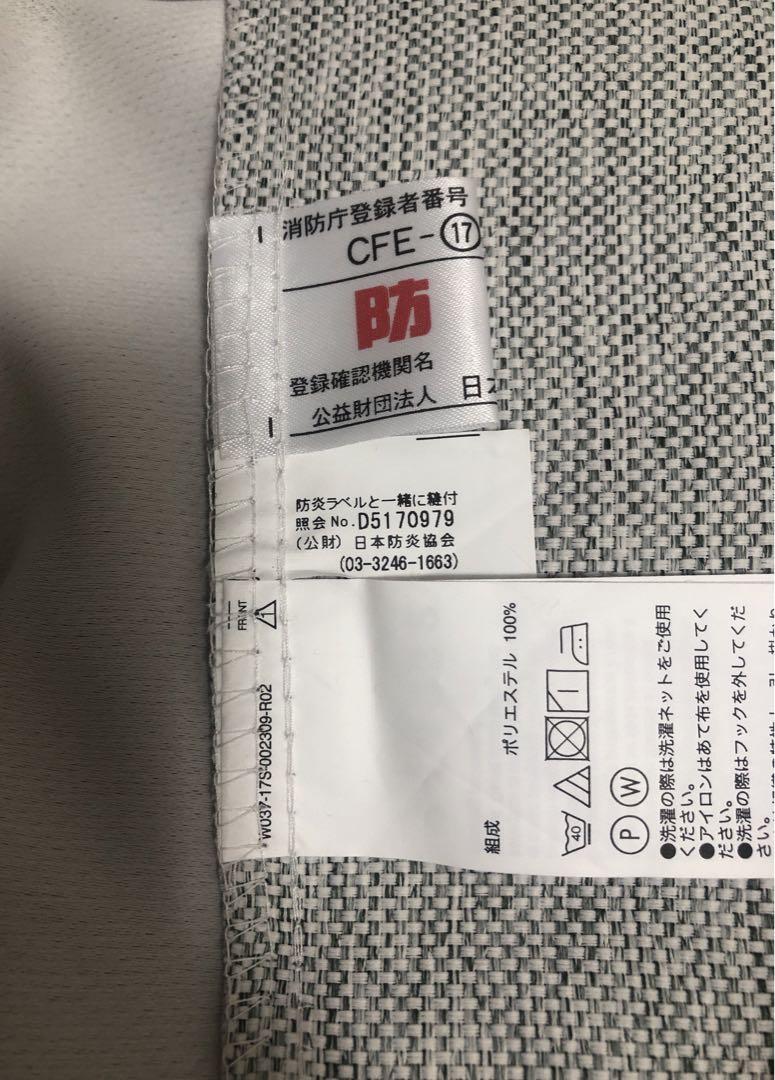 消防庁登録者番号
CFE-⑰
防
登録確認機関名
公益財団法人 日本
防炎ラベルと一緒に縫付
照会No.D5170979
(公財) 日本防炎協会
(03-3246-1663)
FRONT
W037-17S-002309-R02
組成 ポリエステル 100%
40
P W
●洗濯の際は洗濯ネットをご使用
ください。
●アイロンはあて布を使用してく
ださい。
●洗濯の際はフックを外してくだ
さい。